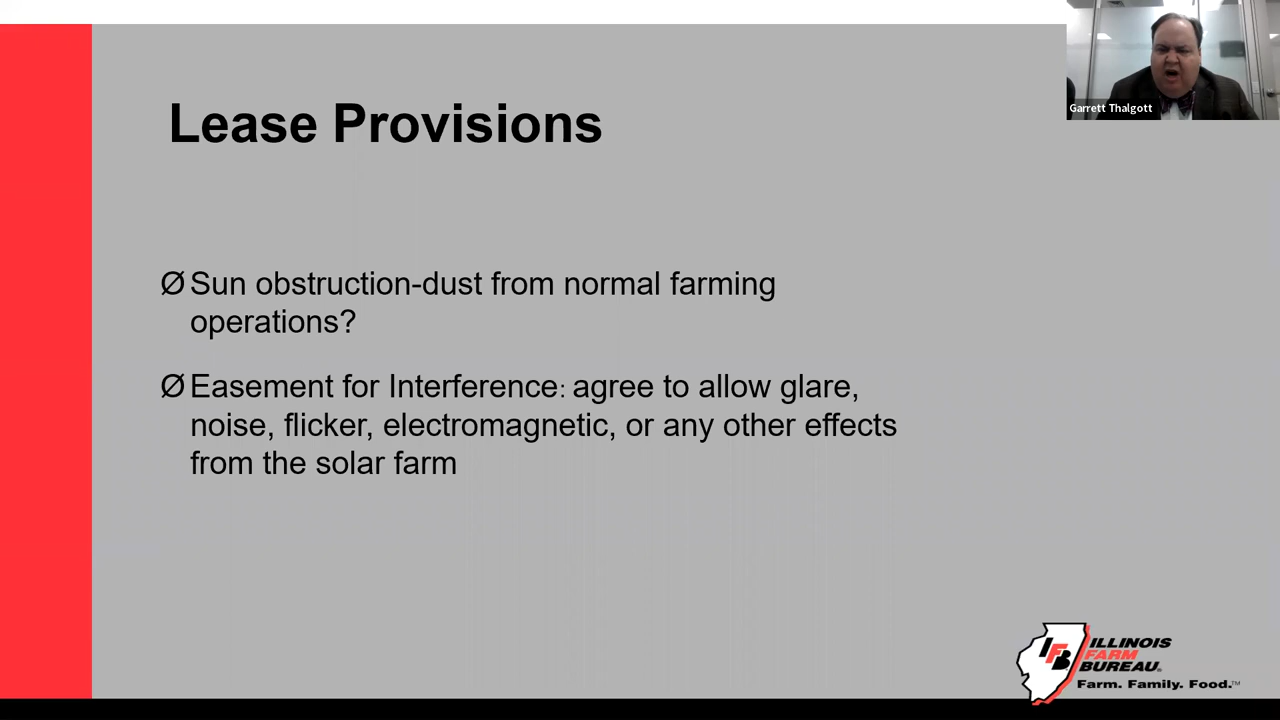 Garrett Thalgott
Lease Provisions
Ø Sun obstruction-dust from normal farming
operations?
Ø Easement for Interference: agree to allow glare,
noise, flicker, electromagnetic, or any other effects
from the solar farm
IFB
ILLINOIS
FARM
BUREAU®
Farm. Family. Food.™